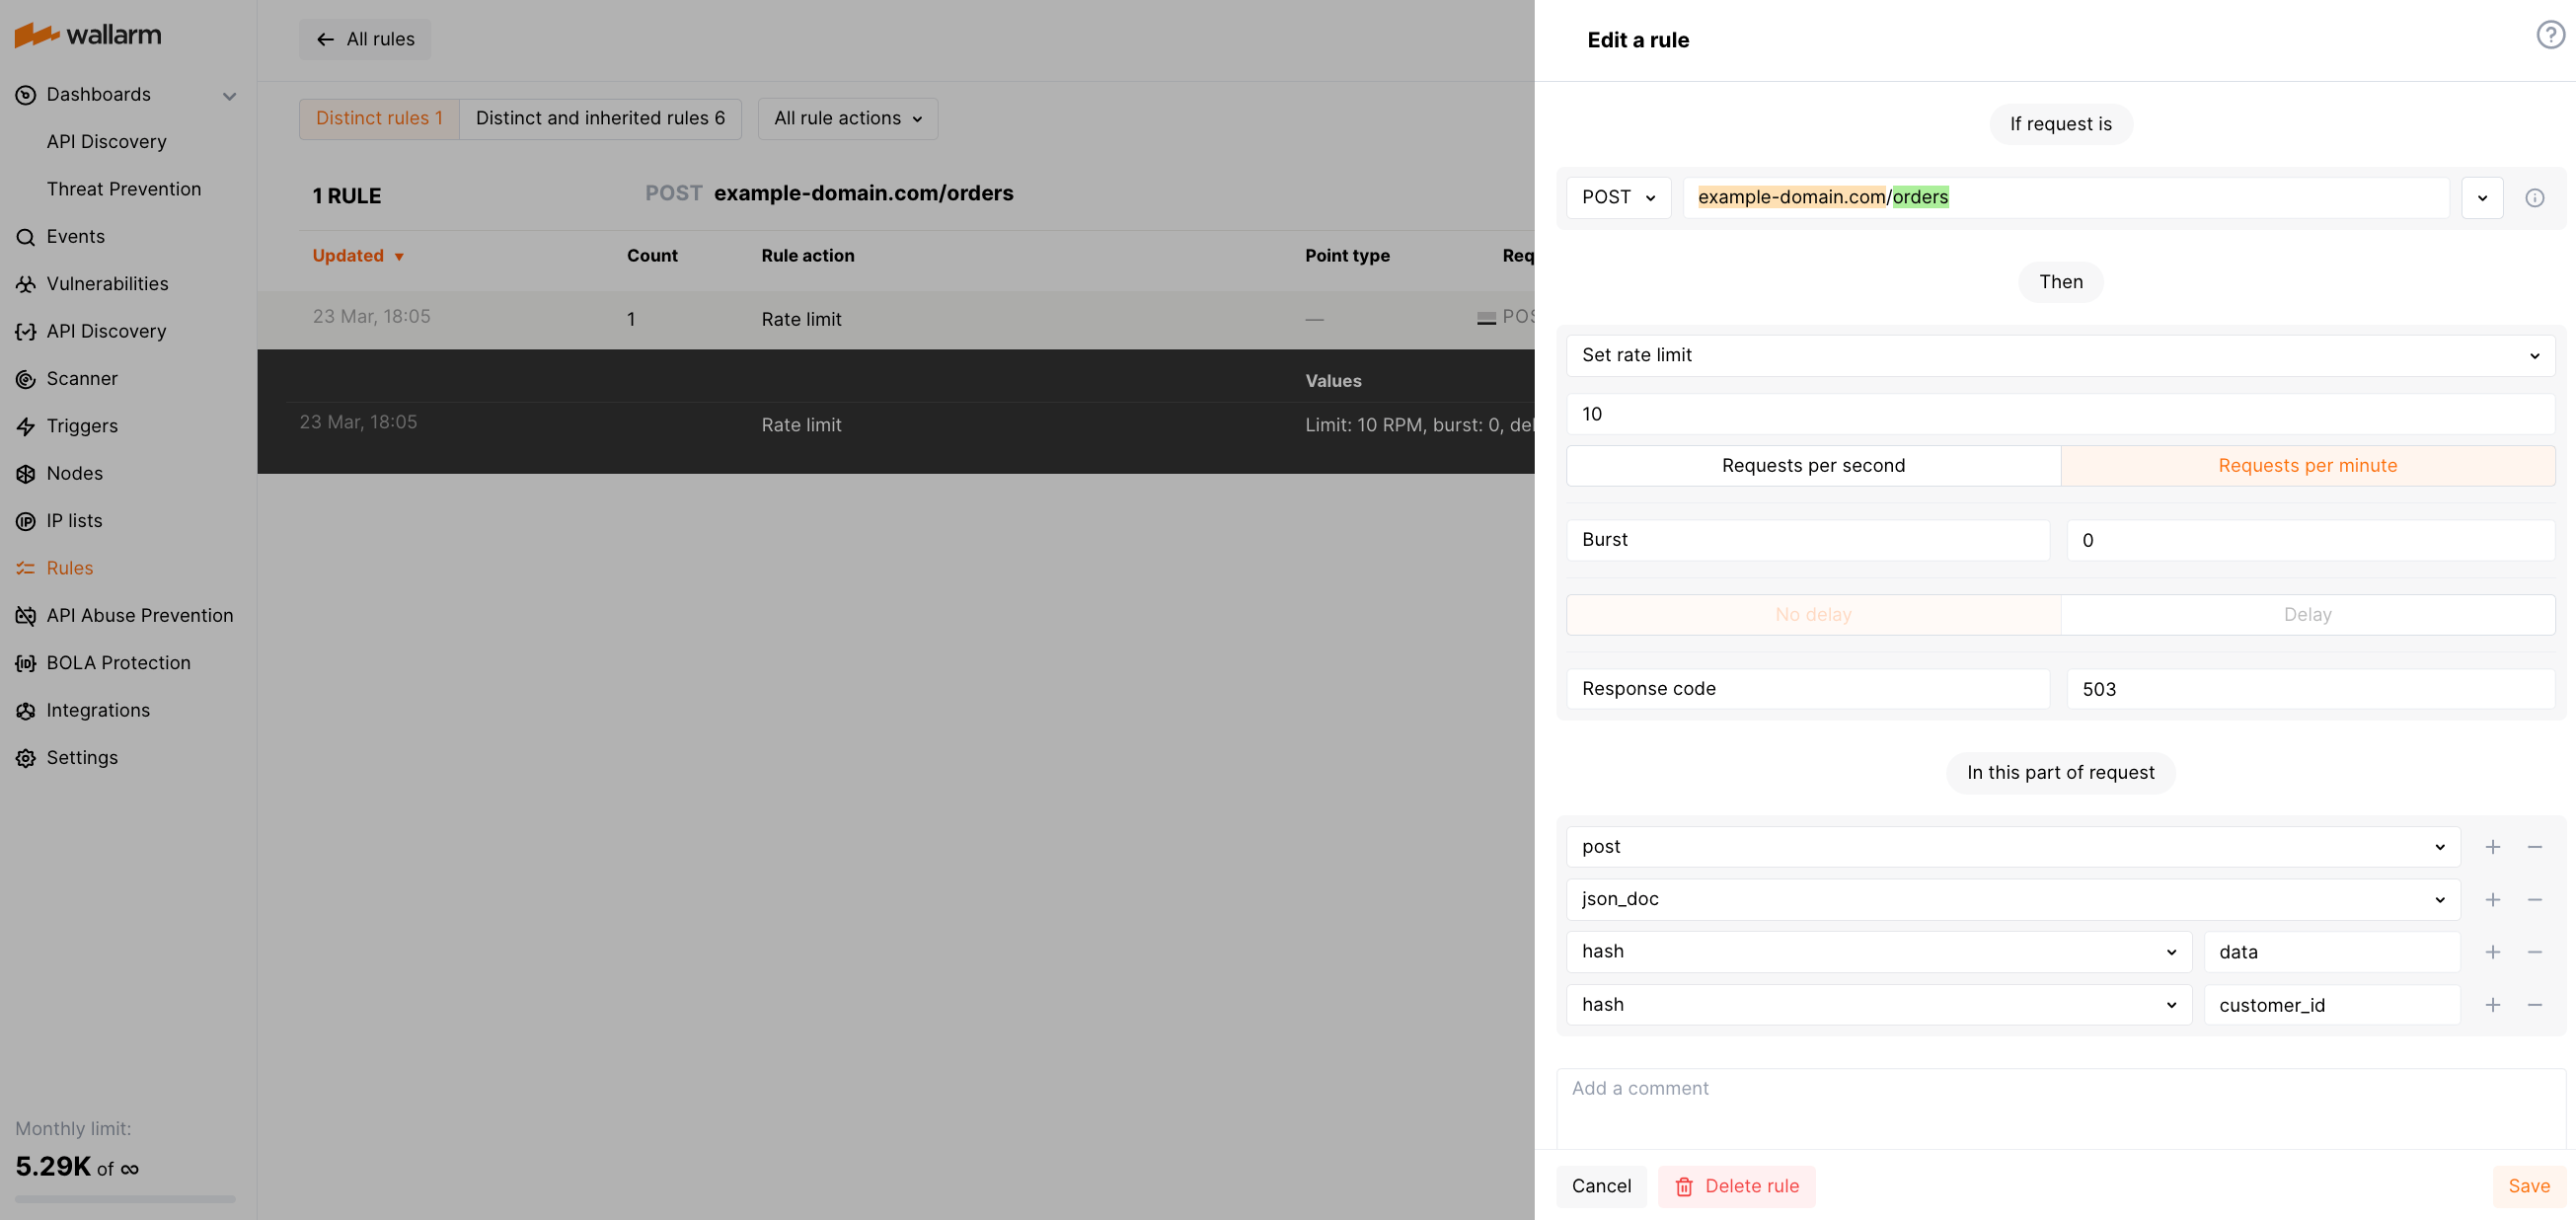 wallarm
Dashboards
API Discovery
Threat Prevention
Events
Vulnerabilities
API Discovery
Scanner
Triggers
Nodes
IP lists
Rules
API Abuse Prevention
BOLA Protection
Integrations
Settings
Monthly limit:
5.29K of ∞
← All rules
Distinct rules 1 Distinct and inherited rules 6 All rule actions
1 RULE POST example-domain.com/orders
Updated ▼ Count Rule action Point type Req
23 Mar, 18:05 1 Rate limit — POS
Values
23 Mar, 18:05 Rate limit Limit: 10 RPM, burst: 0, del
Edit a rule
If request is
POST example-domain.com/orders
Then
Set rate limit
10
Requests per second Requests per minute
Burst 0
No delay Delay
Response code 503
In this part of request
post
json_doc
hash data
hash customer_id
Add a comment
Cancel Delete rule Save